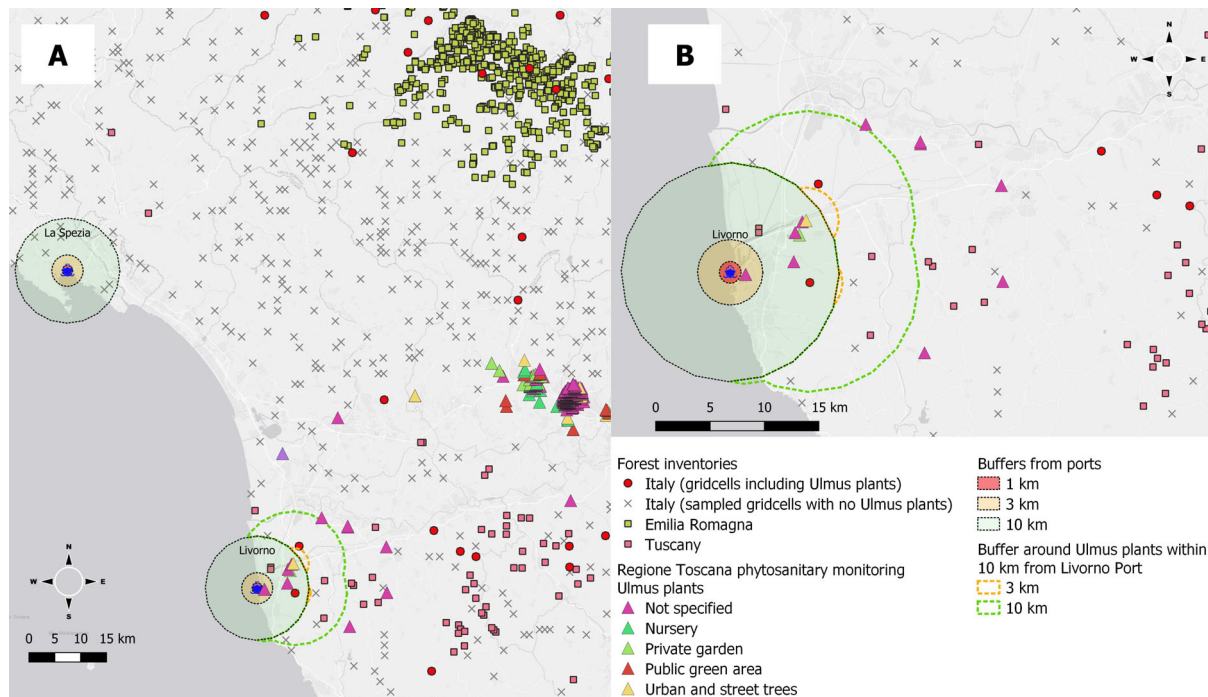 A
La Spezia
Livorno
N
W E
S
0 5 10 15 km
B
N
W E
S
Livorno
0 5 10 15 km
Forest inventories
Italy (gridcells including Ulmus plants)
Italy (sampled gridcells with no Ulmus plants)
Emilia Romagna
Tuscany
Regione Toscana phytosanitary monitoring
Ulmus plants
Not specified
Nursery
Private garden
Public green area
Urban and street trees
Buffers from ports
1 km
3 km
10 km
Buffer around Ulmus plants within
10 km from Livorno Port
3 km
10 km